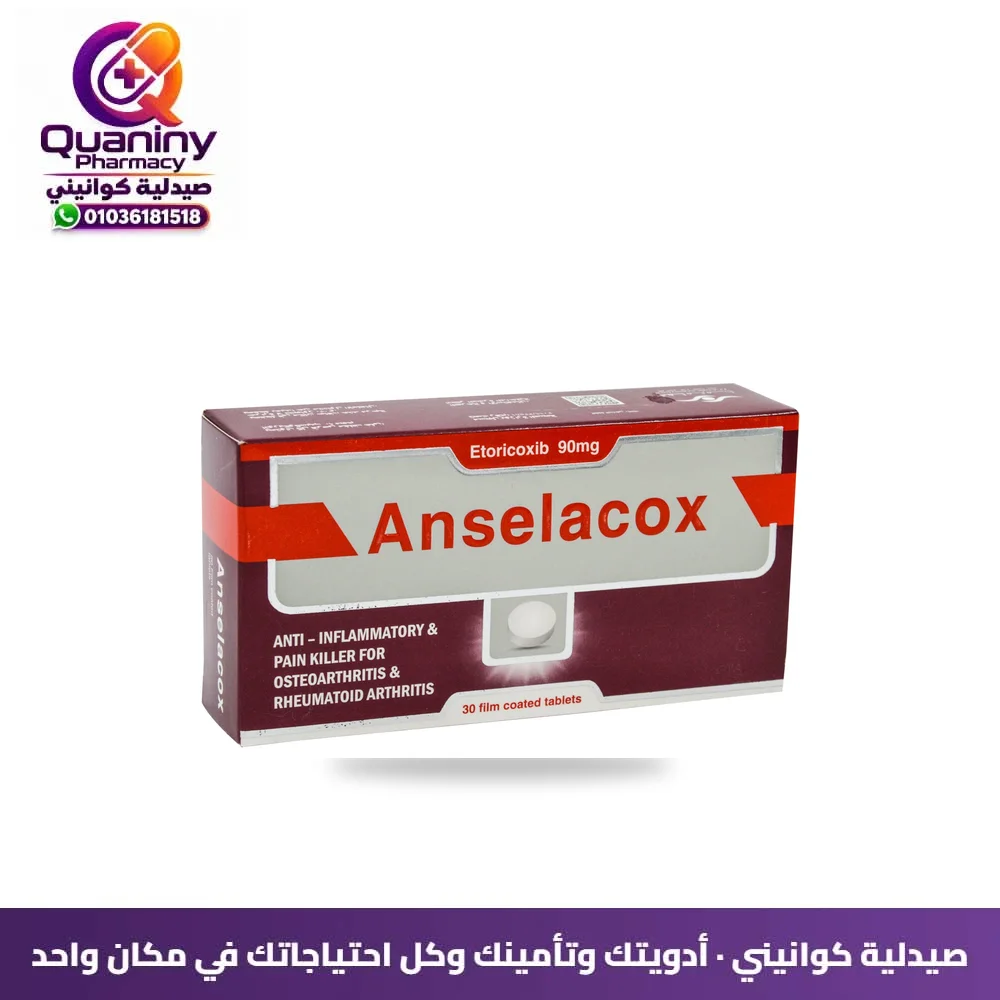 Quaniny
Pharmacy
صيدلية كوانيني
01036181518
Etoricoxib 90mg
Anselacox
ANTI – INFLAMMATORY &
PAIN KILLER FOR
OSTEOARTHRITIS &
RHEUMATOID ARTHRITIS
30 film coated tablets
Anselacox
صيدلية كوانيني · أدويتك وتأمينك وكل احتياجاتك في مكان واحد